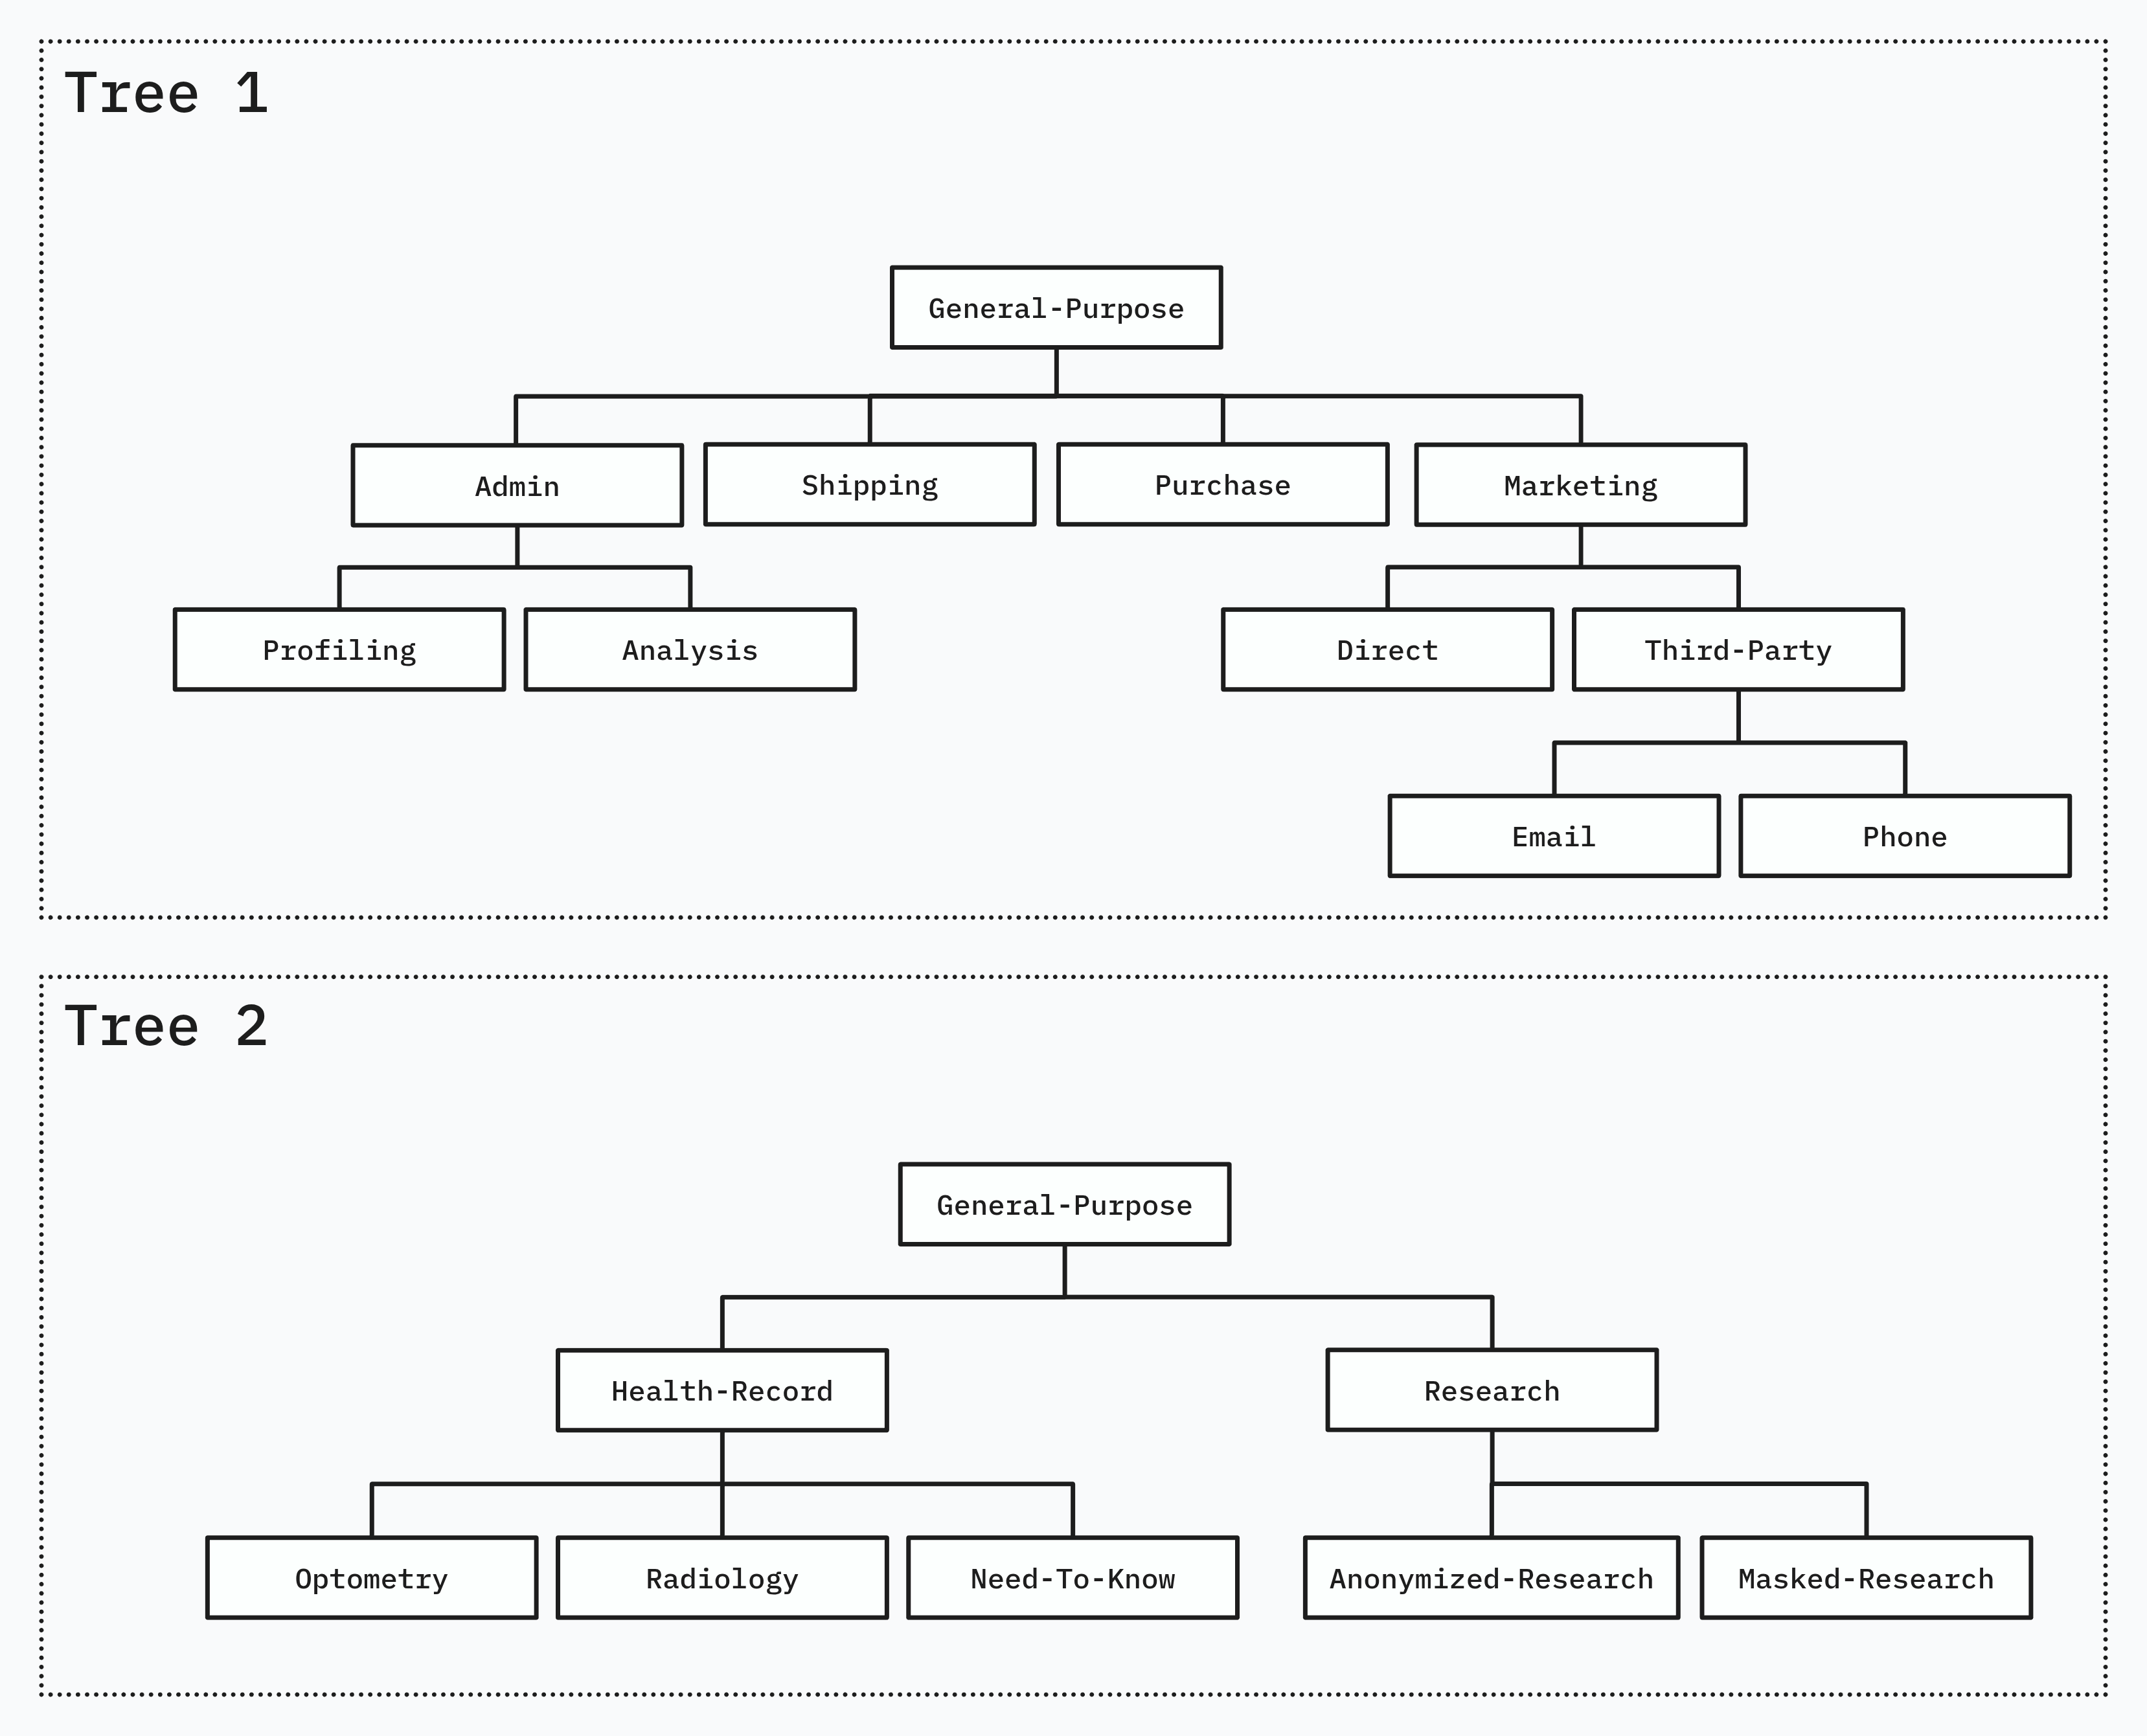 Tree 1
General-Purpose
Admin
Shipping
Purchase
Marketing
Profiling
Analysis
Direct
Third-Party
Email
Phone
Tree 2
General-Purpose
Health-Record
Research
Optometry
Radiology
Need-To-Know
Anonymized-Research
Masked-Research